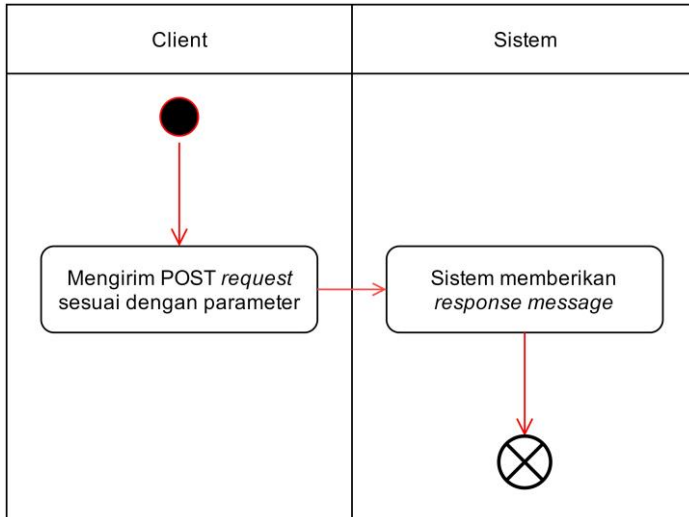 Client
Sistem
Mengirim POST request
sesuai dengan parameter
Sistem memberikan
response message